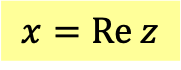 x = Re z